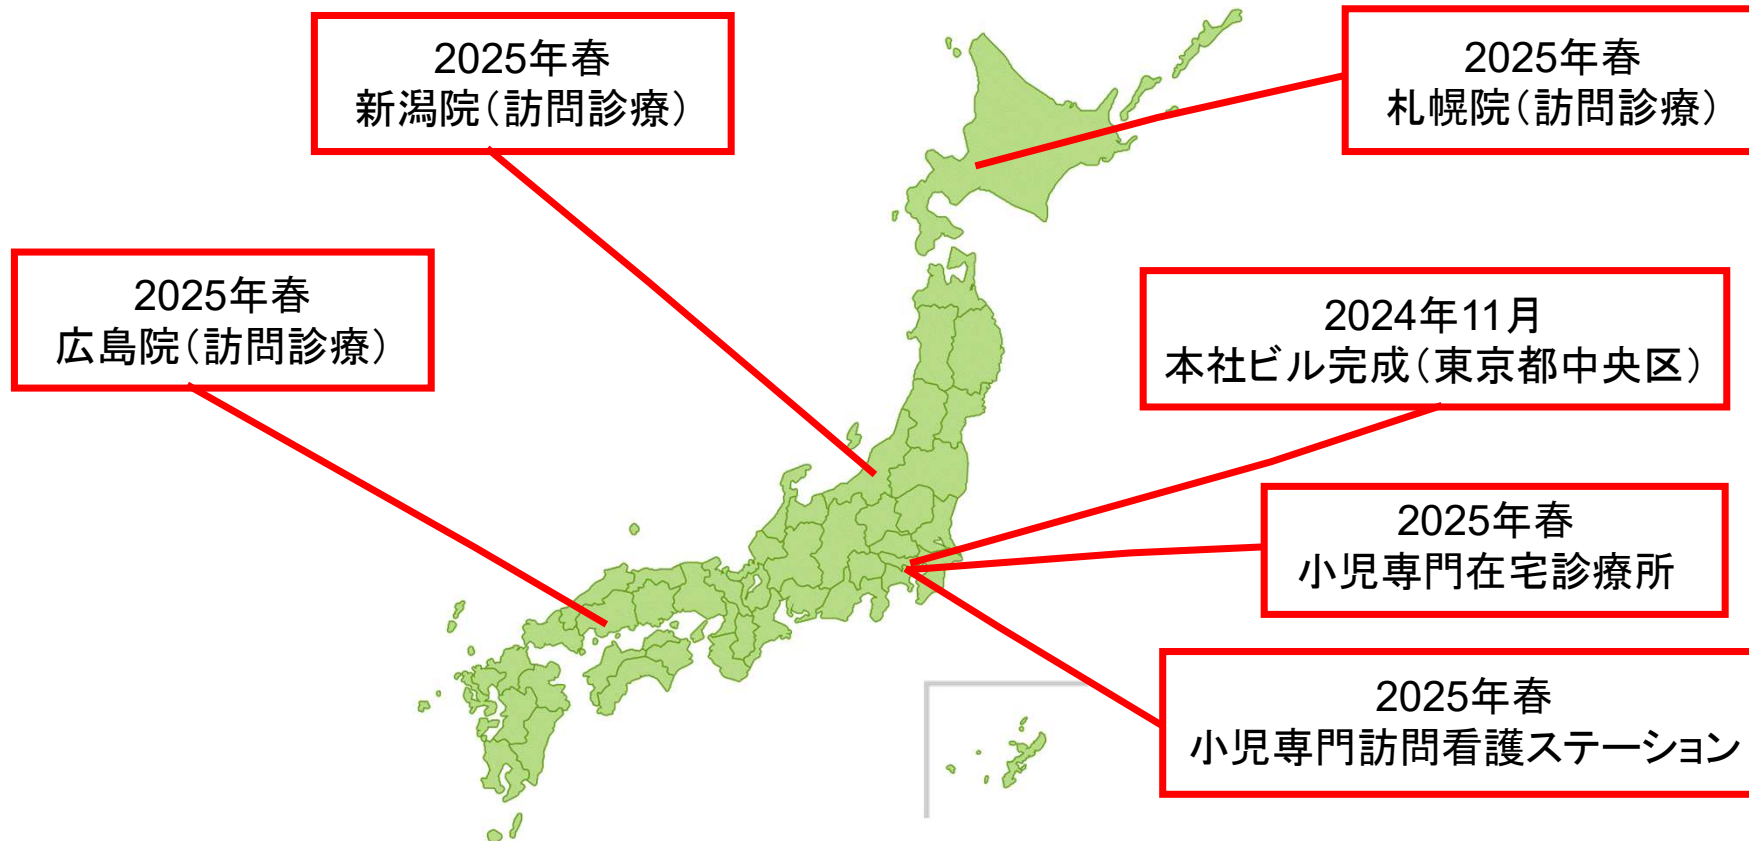 2025年春
新潟院（訪問診療）
2025年春
札幌院（訪問診療）
2025年春
広島院（訪問診療）
2024年11月
本社ビル完成（東京都中央区）
2025年春
小児専門在宅診療所
2025年春
小児専門訪問看護ステーション